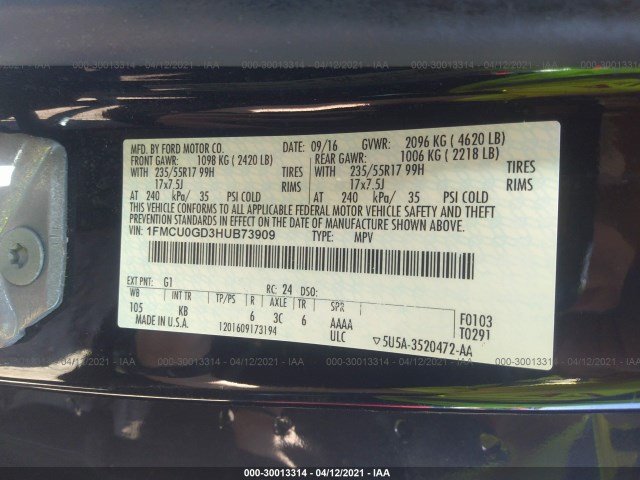 000-30013314 - 04/12/2021 - IAA
MFD. BY FORD MOTOR CO.
DATE: 09/16 GVWR: 2096 KG ( 4620 LB)
FRONT GAWR: 1098 KG (2420 LB)
REAR GAWR: 1006 KG ( 2218 LB)
WITH 235/55R17 99H TIRES
WITH 235/55R17 99H TIRES
17x7.5J RIMS
17x7.5J RIMS
AT 240 kPa/ 35 PSI COLD
AT 240 kPa/ 35 PSI COLD
THIS VEHICLE CONFORMS TO ALL APPLICABLE FEDERAL MOTOR VEHICLE SAFETY AND THEFT
PREVENTION STANDARDS IN EFFECT ON THE DATE OF MANUFACTURE SHOWN ABOVE.
VIN: 1FMCU0GD3HUB73909 TYPE: MPV
EXT PNT: G1 RC: 24 DSO:
WB INT TR TP/PS R AXLE TR SPR
105 KB 6 3C 6 AAAA F0103
MADE IN U.S.A. 1201609173194 ULC T0291
5U5A-3520472-AA
000-30013314 - 04/12/2021 - IAA
000-30013314 - 04/12/2021 - IAA